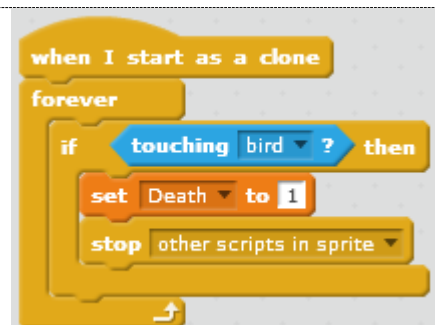 when I start as a clone
forever
if touching bird ? then
set Death to 1
stop other scripts in sprite